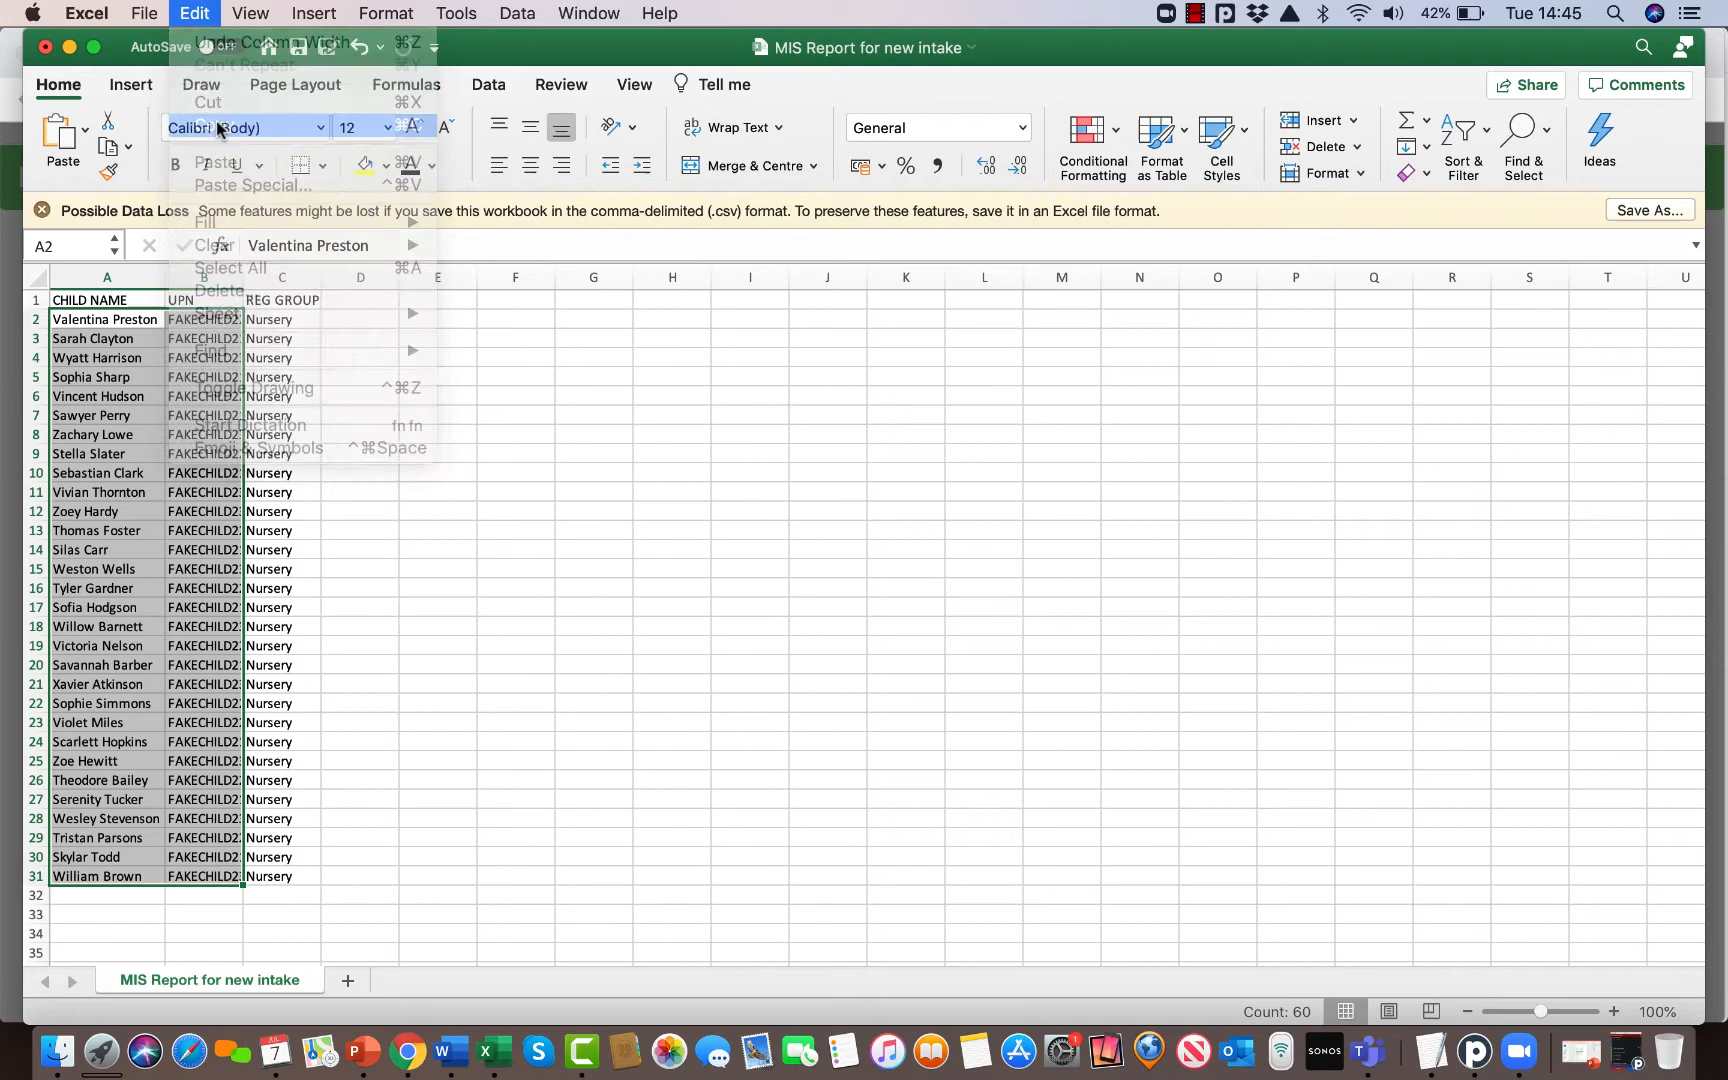 Excel File Edit View Insert Format Tools Data Window Help 42% Tue 14:45
AutoSave OFF MIS Report for new intake
Undo Column Width ⌘Z
Can't Repeat ⌘Y
Home Insert Draw Page Layout Formulas Data Review View Tell me Share Comments
Cut ⌘X
Calibri (Body) 12 Wrap Text General Insert
Paste Merge & Centre Conditional Formatting Format as Table Cell Styles Delete Format Sort & Filter Find & Select Ideas
Paste ⌘V
Paste Special... ^⌘V
Possible Data Loss Some features might be lost if you save this workbook in the comma-delimited (.csv) format. To preserve these features, save it in an Excel file format. Save As...
Fill
Clear
A2 fx Valentina Preston
Select All ⌘A
Delete
Sheet
Find
Toggle Drawing ^⌘Z
Start Dictation fn fn
Emoji & Symbols ^⌘Space
A B C D E F G H I J K L M N O P Q R S T U
1 CHILD NAME UPN REG GROUP
2 Valentina Preston FAKECHILD2 Nursery
3 Sarah Clayton FAKECHILD2 Nursery
4 Wyatt Harrison FAKECHILD2 Nursery
5 Sophia Sharp FAKECHILD2 Nursery
6 Vincent Hudson FAKECHILD2 Nursery
7 Sawyer Perry FAKECHILD2 Nursery
8 Zachary Lowe FAKECHILD2 Nursery
9 Stella Slater FAKECHILD2 Nursery
10 Sebastian Clark FAKECHILD2 Nursery
11 Vivian Thornton FAKECHILD2 Nursery
12 Zoey Hardy FAKECHILD2 Nursery
13 Thomas Foster FAKECHILD2 Nursery
14 Silas Carr FAKECHILD2 Nursery
15 Weston Wells FAKECHILD2 Nursery
16 Tyler Gardner FAKECHILD2 Nursery
17 Sofia Hodgson FAKECHILD2 Nursery
18 Willow Barnett FAKECHILD2 Nursery
19 Victoria Nelson FAKECHILD2 Nursery
20 Savannah Barber FAKECHILD2 Nursery
21 Xavier Atkinson FAKECHILD2 Nursery
22 Sophie Simmons FAKECHILD2 Nursery
23 Violet Miles FAKECHILD2 Nursery
24 Scarlett Hopkins FAKECHILD2 Nursery
25 Zoe Hewitt FAKECHILD2 Nursery
26 Theodore Bailey FAKECHILD2 Nursery
27 Serenity Tucker FAKECHILD2 Nursery
28 Wesley Stevenson FAKECHILD2 Nursery
29 Tristan Parsons FAKECHILD2 Nursery
30 Skylar Todd FAKECHILD2 Nursery
31 William Brown FAKECHILD2 Nursery
32
33
34
35
MIS Report for new intake
Count: 60 100%
JUL 7 SONOS